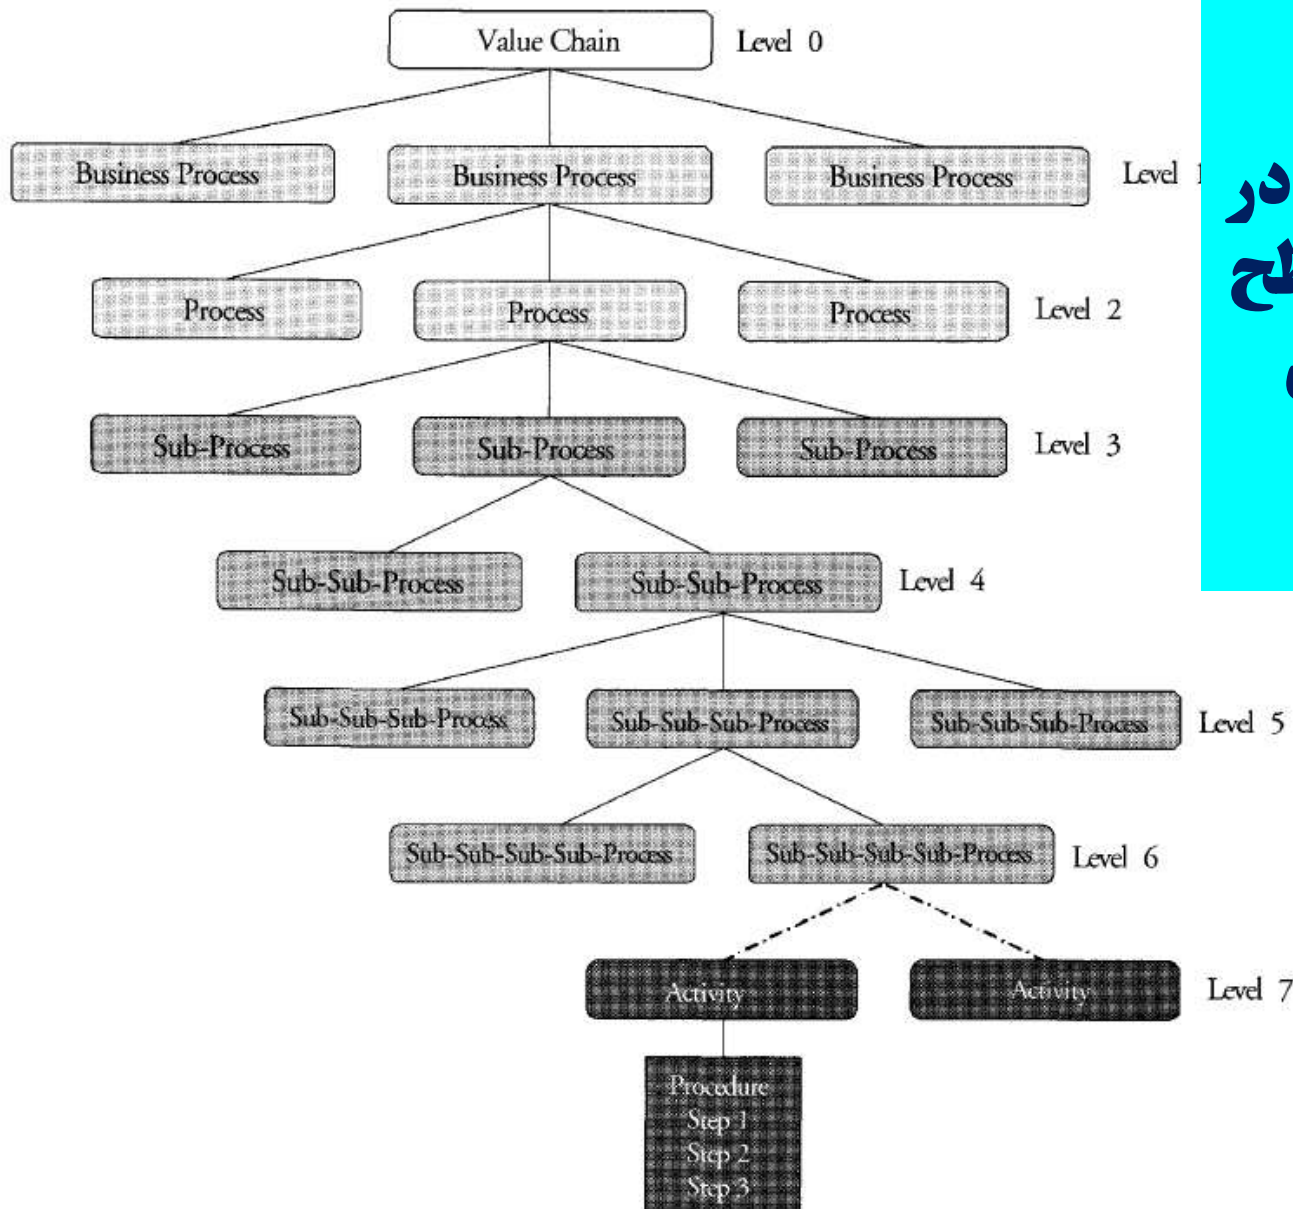 Value Chain
Level 0
Business Process
Business Process
Business Process
Level 1
Process
Process
Process
Level 2
Sub-Process
Sub-Process
Sub-Process
Level 3
Sub-Sub-Process
Sub-Sub-Process
Level 4
Sub-Sub-Sub-Process
Sub-Sub-Sub-Process
Sub-Sub-Sub-Process
Level 5
Sub-Sub-Sub-Sub-Process
Sub-Sub-Sub-Sub-Process
Level 6
Activity
Activity
Level 7
Procedure
Step 1
Step 2
Step 3
در